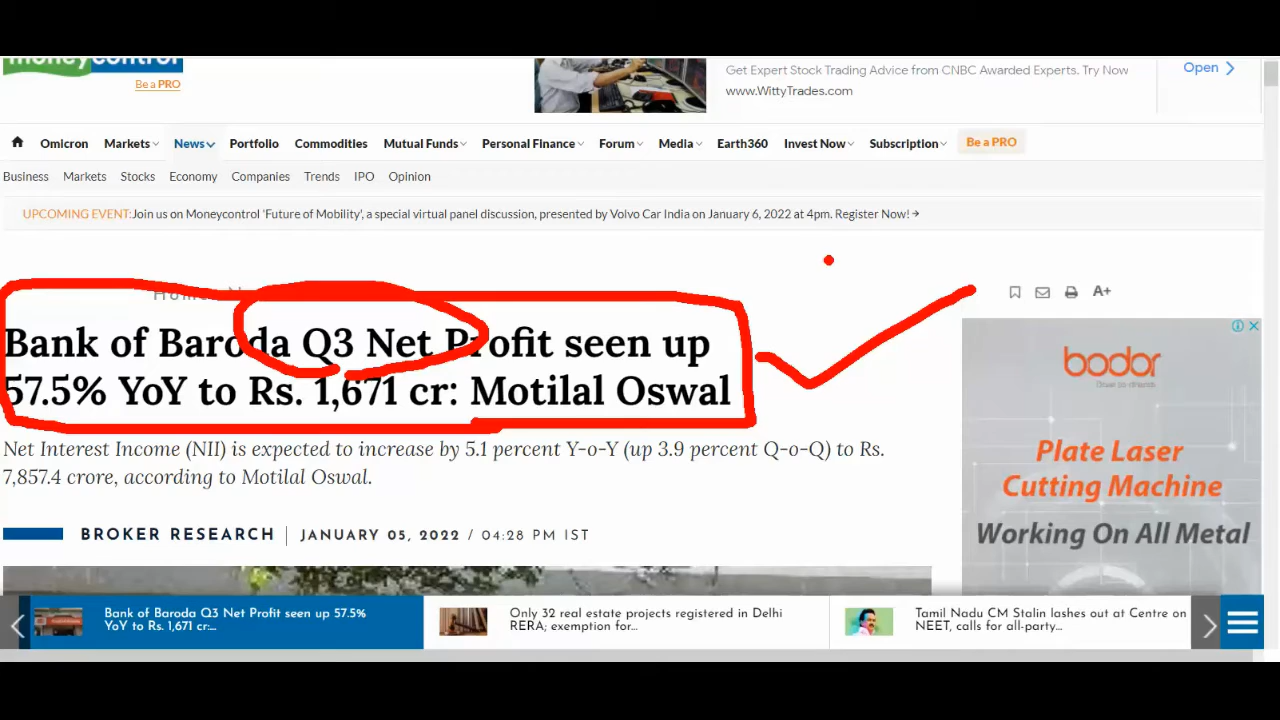 moneycontrol
Be a PRO
Get Expert Stock Trading Advice from CNBC Awarded Experts. Try Now
www.WittyTrades.com
Open
Omicron Markets News Portfolio Commodities Mutual Funds Personal Finance Forum Media Earth360 Invest Now Subscription Be a PRO
Business Markets Stocks Economy Companies Trends IPO Opinion
UPCOMING EVENT:Join us on Moneycontrol 'Future of Mobility', a special virtual panel discussion, presented by Volvo Car India on January 6, 2022 at 4pm. Register Now!
A+
Bank of Baroda Q3 Net Profit seen up
57.5% YoY to Rs. 1,671 cr: Motilal Oswal
Net Interest Income (NII) is expected to increase by 5.1 percent Y-o-Y (up 3.9 percent Q-o-Q) to Rs.
7,857.4 crore, according to Motilal Oswal.
BROKER RESEARCH | JANUARY 05, 2022 / 04:28 PM IST
bodor
Plate Laser
Cutting Machine
Working On All Metal
Bank of Baroda Q3 Net Profit seen up 57.5%
YoY to Rs. 1,671 cr:...
Only 32 real estate projects registered in Delhi
RERA; exemption for...
Tamil Nadu CM Stalin lashes out at Centre on
NEET, calls for all-party...